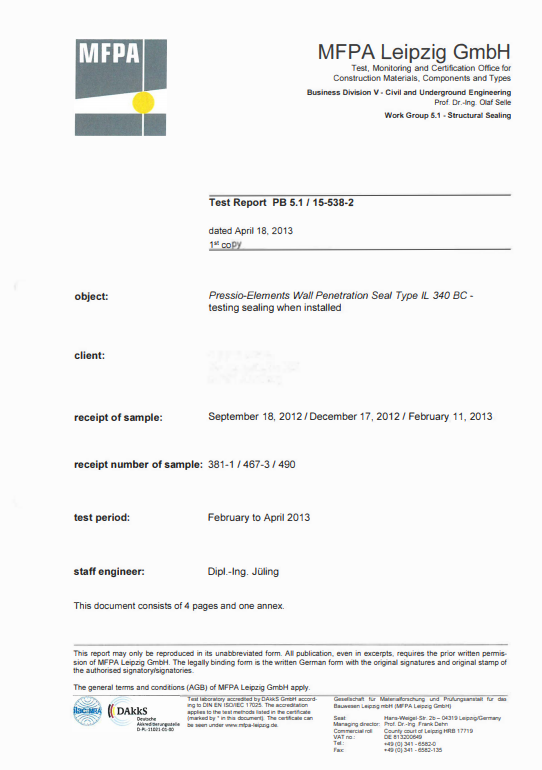 MFPA
MFPA Leipzig GmbH
Test, Monitoring and Certification Office for
Construction Materials, Components and Types
Business Division V - Civil and Underground Engineering
Prof. Dr.-Ing. Olaf Selle
Work Group 5.1 - Structural Sealing
Test Report PB 5.1 / 15-538-2
dated April 18, 2013
1st copy
object: Pressio-Elements Wall Penetration Seal Type IL 340 BC -
testing sealing when installed
client:
receipt of sample: September 18, 2012 / December 17, 2012 / February 11, 2013
receipt number of sample: 381-1 / 467-3 / 490
test period: February to April 2013
staff engineer: Dipl.-Ing. Jüling
This document consists of 4 pages and one annex.
This report may only be reproduced in its unabbreviated form. All publication, even in excerpts, requires the prior written permis-
sion of MFPA Leipzig GmbH. The legally binding form is the written German form with the original signatures and original stamp of
the authorised signatory/signatories.
The general terms and conditions (AGB) of MFPA Leipzig GmbH apply.
ilac-MRA
DAkkS
Deutsche
Akkreditierungsstelle
D-PL-11021-01-00
Test laboratory accredited by DAkkS GmbH accord-
ing to DIN EN ISO/IEC 17025. The accreditation
applies to the test methods listed in the certificate
(marked by * in this document). The certificate can
be seen under www.mfpa-leipzig.de.
Gesellschaft für Materialforschung und Prüfungsanstalt für das
Bauwesen Leipzig mbH (MFPA Leipzig GmbH)
Seat: Hans-Weigel-Str. 2b – 04319 Leipzig/Germany
Managing director: Prof. Dr.-Ing. Frank Dehn
Commercial roll: County court of Leipzig HRB 17719
VAT no.: DE 813200649
Tel.: +49 (0) 341 - 6582-0
Fax: +49 (0) 341 - 6582-135